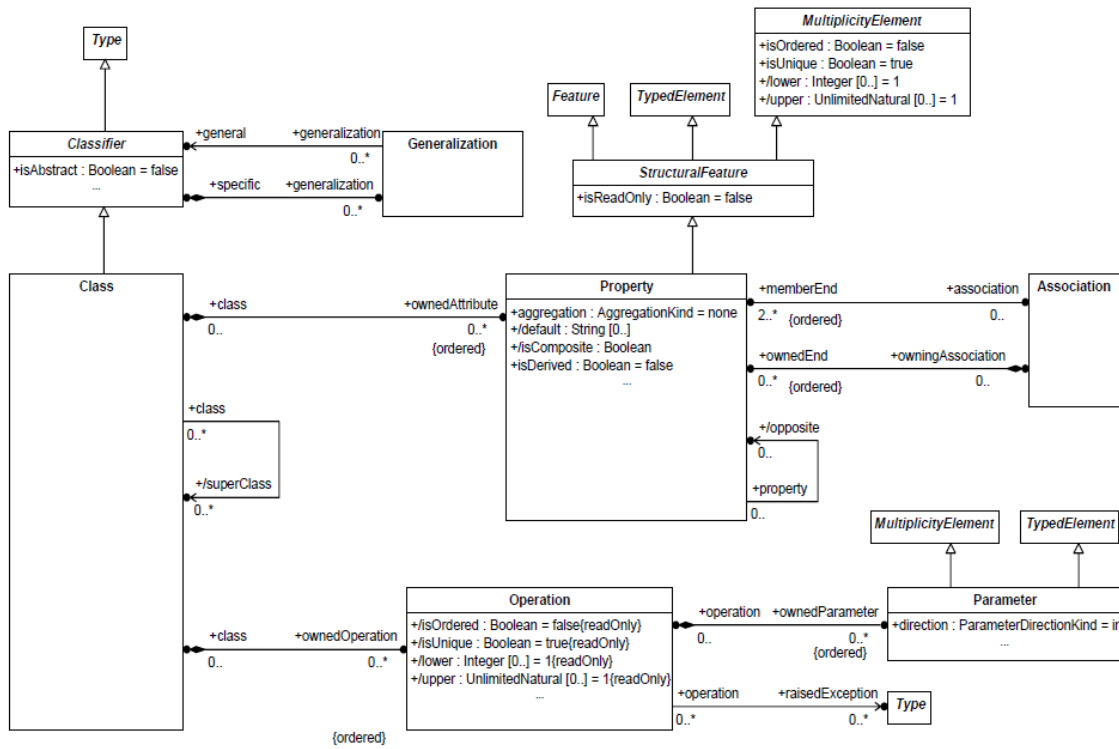 Type
MultiplicityElement
+isOrdered : Boolean = false
+isUnique : Boolean = true
+/lower : Integer [0..] = 1
+/upper : UnlimitedNatural [0..] = 1
Feature
TypedElement
Classifier
+isAbstract : Boolean = false
...
+general
+generalization
0..*
+specific
+generalization
0..*
Generalization
StructuralFeature
+isReadOnly : Boolean = false
Class
+class
0..
+ownedAttribute
0..*
{ordered}
Property
+aggregation : AggregationKind = none
+/default : String [0..]
+/isComposite : Boolean
+isDerived : Boolean = false
...
+memberEnd
+association
2..*
{ordered}
0..
+ownedEnd
+owningAssociation
0..*
{ordered}
0..
Association
+class
0..*
+/superClass
0..*
+/opposite
0..
+property
0..
MultiplicityElement
TypedElement
Operation
+/isOrdered : Boolean = false{readOnly}
+/isUnique : Boolean = true{readOnly}
+/lower : Integer [0..] = 1{readOnly}
+/upper : UnlimitedNatural [0..] = 1{readOnly}
...
+class
+ownedOperation
0..
0..*
{ordered}
+operation
+ownedParameter
0..
0..*
{ordered}
Parameter
+direction : ParameterDirectionKind = in
...
+operation
+raisedException
0..*
0..*
Type